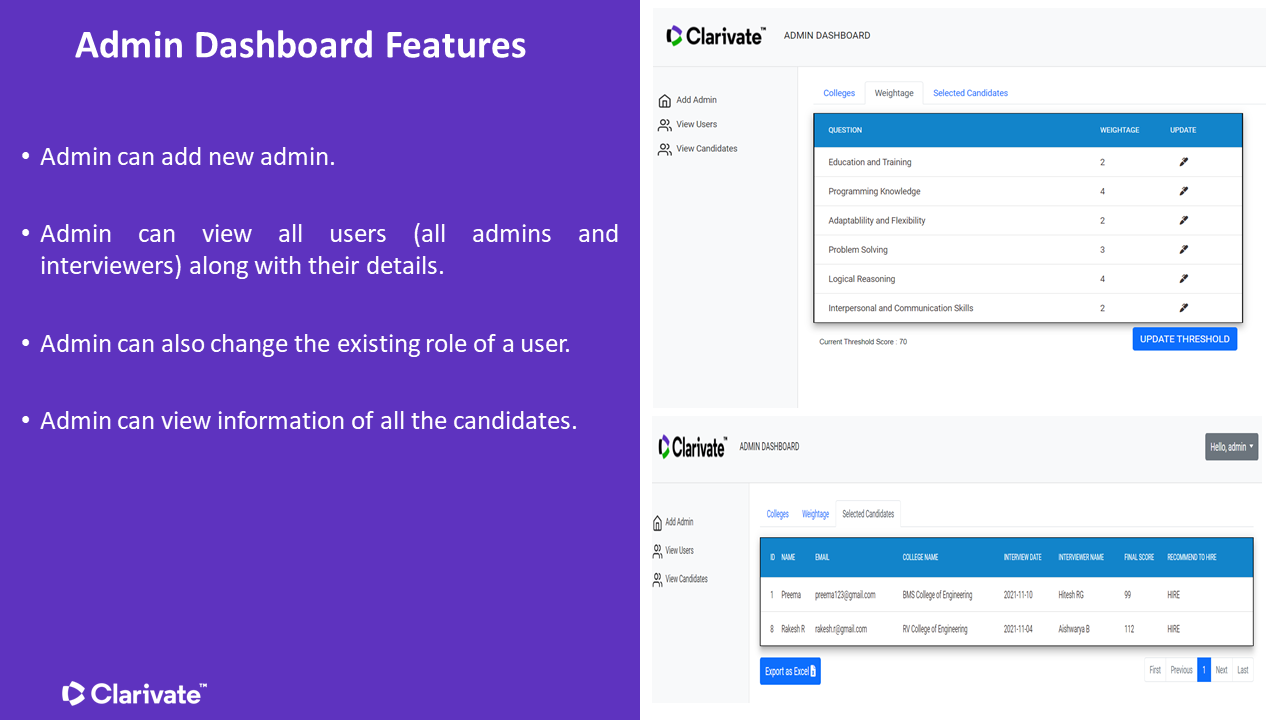 Admin Dashboard Features
• Admin can add new admin.
• Admin can view all users (all admins and
interviewers) along with their details.
• Admin can also change the existing role of a user.
• Admin can view information of all the candidates.
Clarivate™
Clarivate™ ADMIN DASHBOARD
Add Admin
View Users
View Candidates
Colleges Weightage Selected Candidates
QUESTION WEIGHTAGE UPDATE
Education and Training 2
Programming Knowledge 4
Adaptablility and Flexibility 2
Problem Solving 3
Logical Reasoning 4
Interpersonal and Communication Skills 2
Current Threshold Score : 70 UPDATE THRESHOLD
Clarivate™ ADMIN DASHBOARD Hello, admin
Add Admin
View Users
View Candidates
Colleges Weightage Selected Candidates
ID NAME EMAIL COLLEGE NAME INTERVIEW DATE INTERVIEWER NAME FINAL SCORE RECOMMEND TO HIRE
1 Preema preema123@gmail.com BMS College of Engineering 2021-11-10 Hitesh RG 99 HIRE
8 Rakesh R rakesh.r@gmail.com RV College of Engineering 2021-11-04 Aishwarya B 112 HIRE
Export as Excel First Previous 1 Next Last